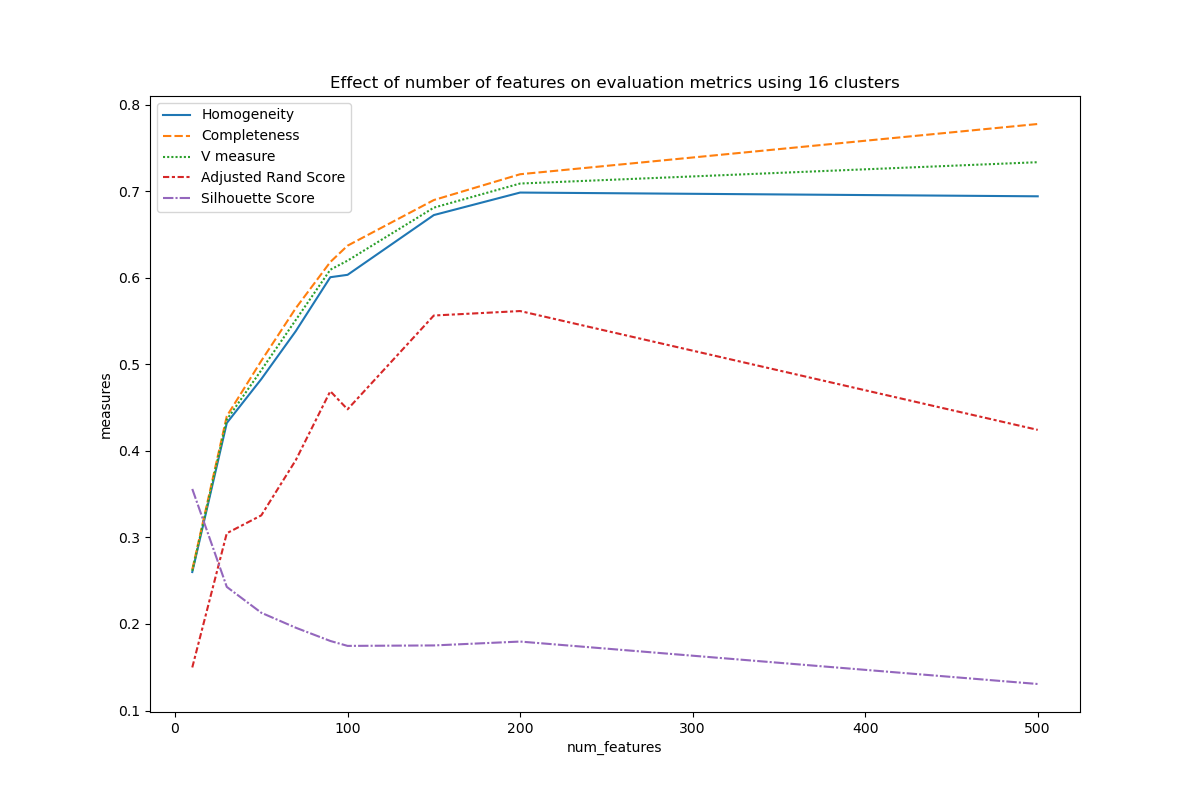 Effect of number of features on evaluation metrics using 16 clusters
Homogeneity
Completeness
V measure
Adjusted Rand Score
Silhouette Score
measures
0.8
0.7
0.6
0.5
0.4
0.3
0.2
0.1
0
100
200
300
400
500
num_features